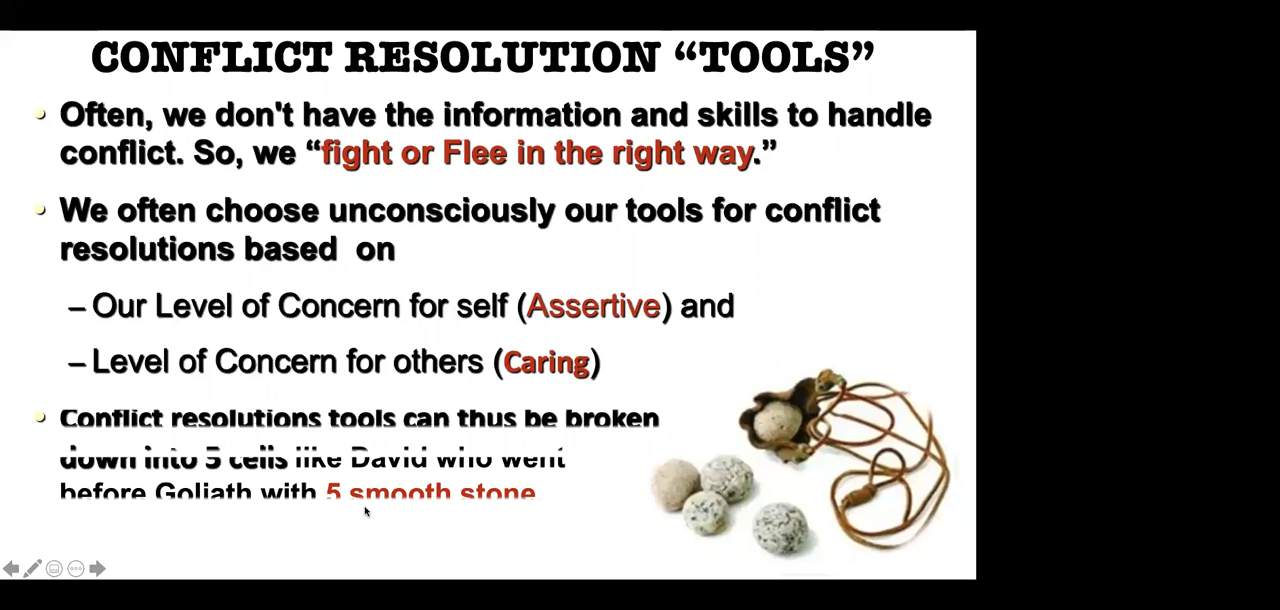 CONFLICT RESOLUTION “TOOLS”
• Often, we don't have the information and skills to handle
conflict. So, we “fight or Flee in the right way.”
• We often choose unconsciously our tools for conflict
resolutions based on
– Our Level of Concern for self (Assertive) and
– Level of Concern for others (Caring)
• Conflict resolutions tools can thus be broken
down into 5 cells like David who went
before Goliath with 5 smooth stone